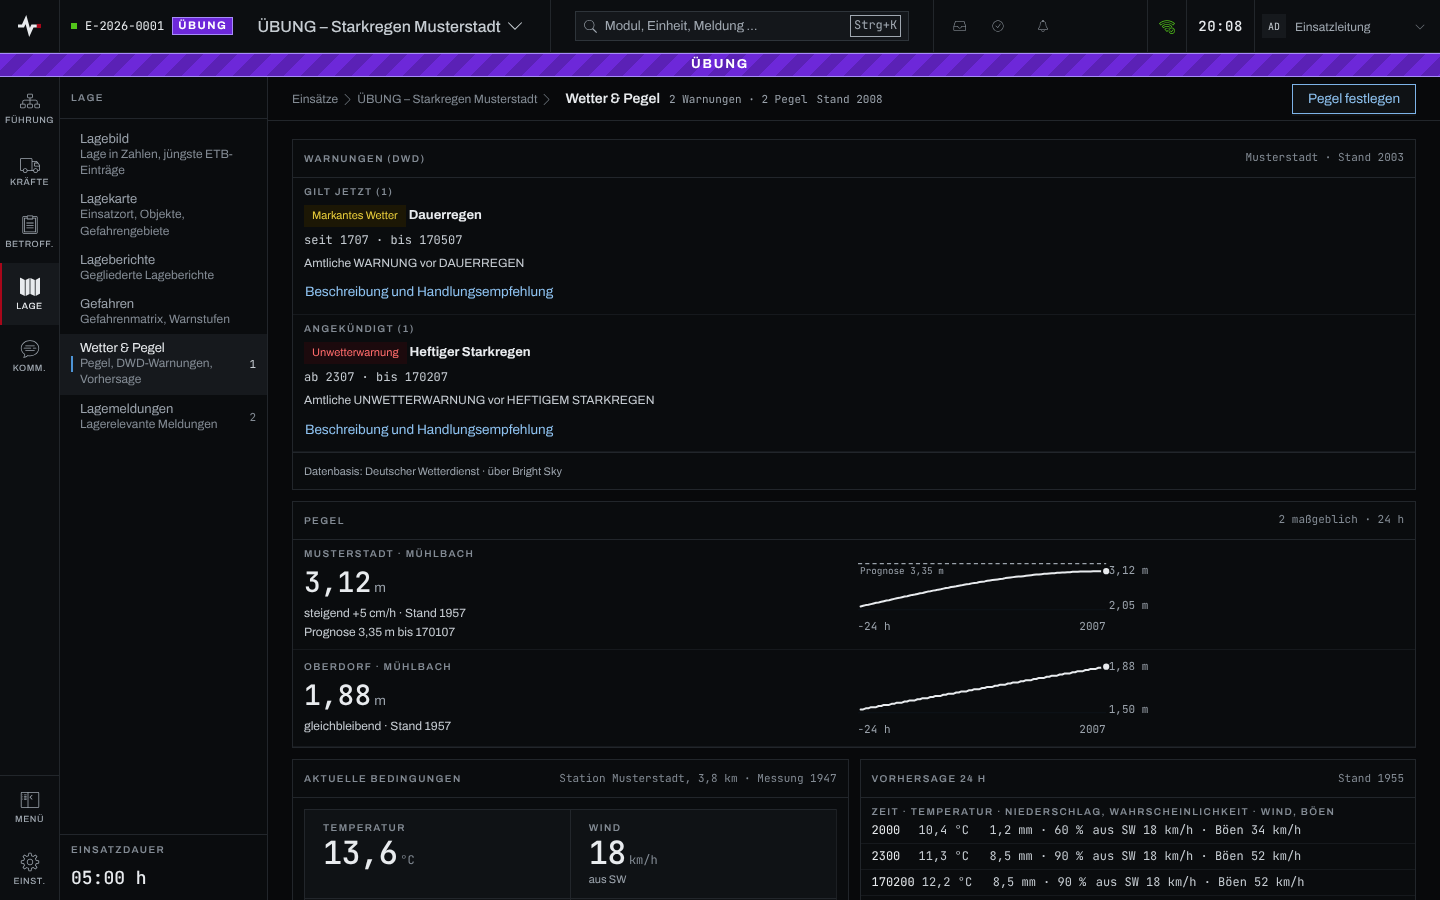 E-2026-0001 ÜBUNG ÜBUNG – Starkregen Musterstadt
Modul, Einheit, Meldung ... Strg+K
20:08
AD Einsatzleitung
ÜBUNG
FÜHRUNG
KRÄFTE
BETROFF.
LAGE
KOMM.
MENÜ
EINST.
LAGE
Lagebild
Lage in Zahlen, jüngste ETB-
Einträge
Lagekarte
Einsatzort, Objekte,
Gefahrengebiete
Lageberichte
Gegliederte Lageberichte
Gefahren
Gefahrenmatrix, Warnstufen
Wetter & Pegel
Pegel, DWD-Warnungen,
Vorhersage
1
Lagemeldungen
Lagerelevante Meldungen
2
EINSATZDAUER
05:00 h
Einsätze ÜBUNG – Starkregen Musterstadt Wetter & Pegel 2 Warnungen · 2 Pegel Stand 2008
Pegel festlegen
WARNUNGEN (DWD)
Musterstadt · Stand 2003
GILT JETZT (1)
Markantes Wetter Dauerregen
seit 1707 · bis 170507
Amtliche WARNUNG vor DAUERREGEN
Beschreibung und Handlungsempfehlung
ANGEKÜNDIGT (1)
Unwetterwarnung Heftiger Starkregen
ab 2307 · bis 170207
Amtliche UNWETTERWARNUNG vor HEFTIGEM STARKREGEN
Beschreibung und Handlungsempfehlung
Datenbasis: Deutscher Wetterdienst · über Bright Sky
PEGEL
2 maßgeblich · 24 h
MUSTERSTADT · MÜHLBACH
3,12 m
steigend +5 cm/h · Stand 1957
Prognose 3,35 m bis 170107
Prognose 3,35 m
3,12 m
2,05 m
-24 h 2007
OBERDORF · MÜHLBACH
1,88 m
gleichbleibend · Stand 1957
1,88 m
1,50 m
-24 h 2007
AKTUELLE BEDINGUNGEN
Station Musterstadt, 3,8 km · Messung 1947
TEMPERATUR
13,6 °C
WIND
18 km/h
aus SW
VORHERSAGE 24 H
Stand 1955
ZEIT · TEMPERATUR · NIEDERSCHLAG, WAHRSCHEINLICHKEIT · WIND, BÖEN
2000 10,4 °C 1,2 mm · 60 % aus SW 18 km/h · Böen 34 km/h
2300 11,3 °C 8,5 mm · 90 % aus SW 18 km/h · Böen 52 km/h
170200 12,2 °C 8,5 mm · 90 % aus SW 18 km/h · Böen 52 km/h